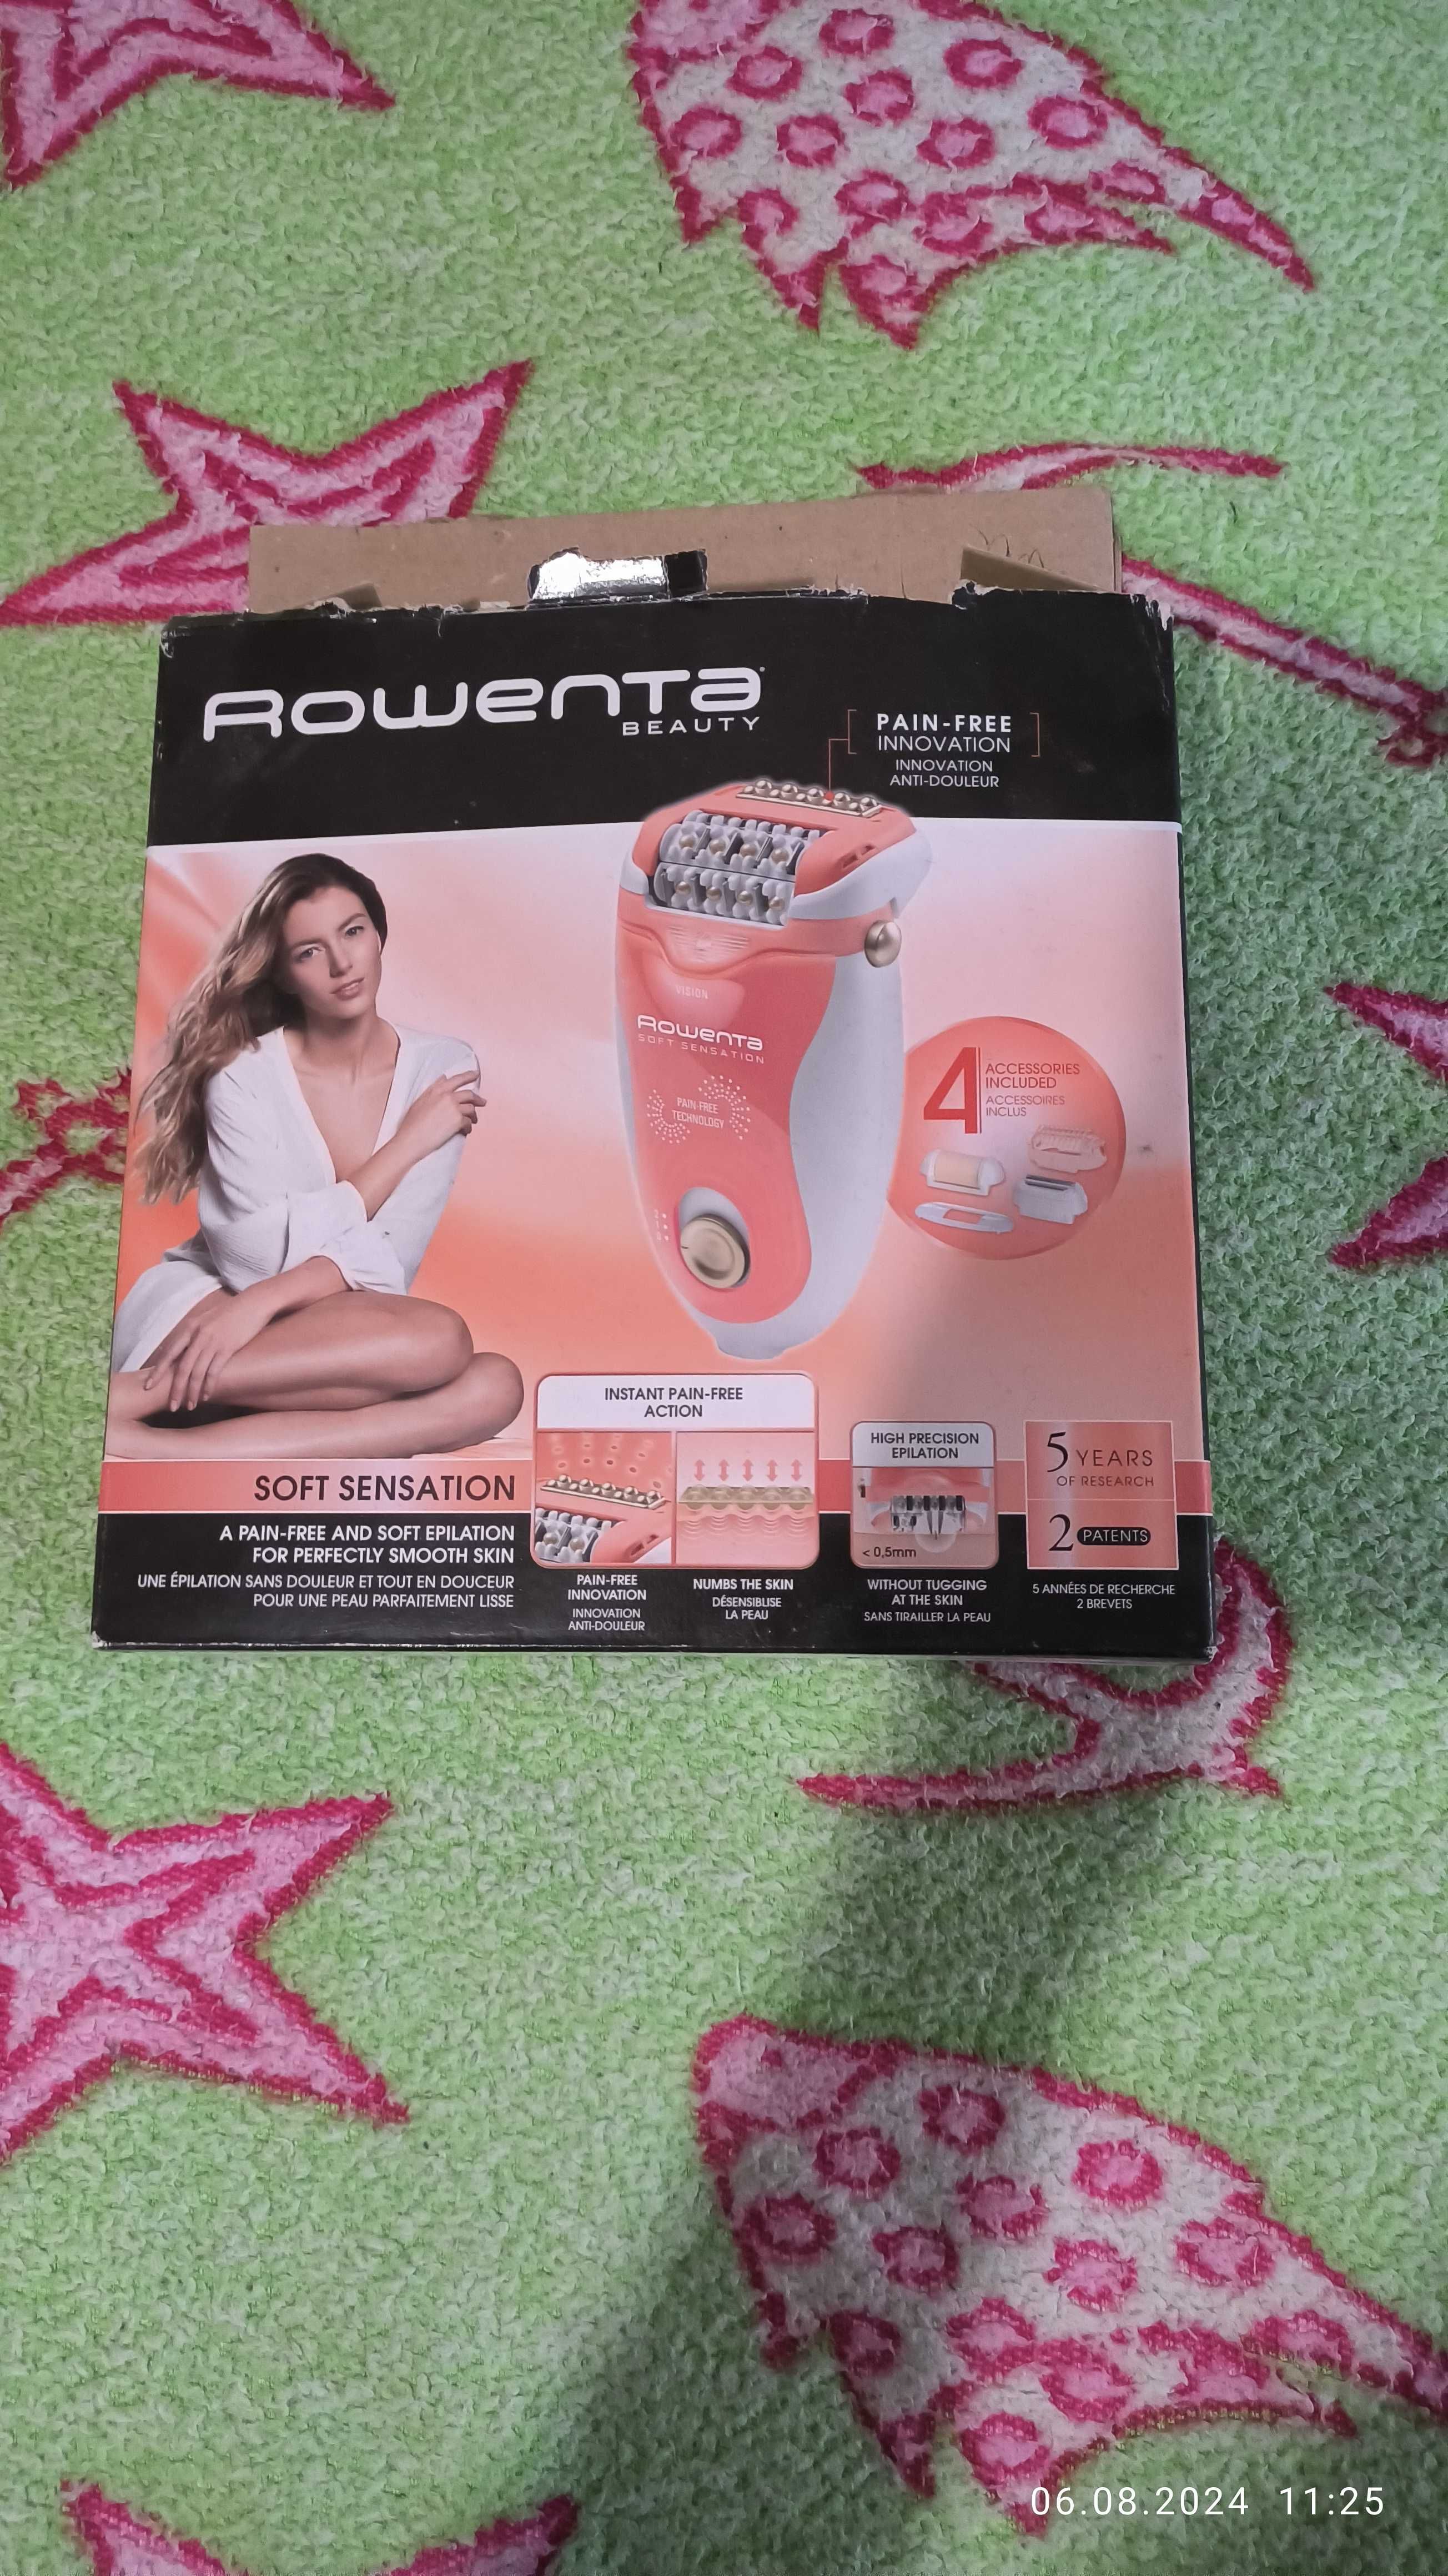 Rowenta
BEAUTY
PAIN-FREE
INNOVATION
INNOVATION
ANTI-DOULEUR
VISION
Rowenta
SOFT SENSATION
PAIN-FREE
TECHNOLOGY
4 ACCESSORIES
INCLUDED
ACCESSOIRES
INCLUS
INSTANT PAIN-FREE
ACTION
HIGH PRECISION
EPILATION
< 0,5mm
5 YEARS
OF RESEARCH
2 PATENTS
SOFT SENSATION
A PAIN-FREE AND SOFT EPILATION
FOR PERFECTLY SMOOTH SKIN
UNE ÉPILATION SANS DOULEUR ET TOUT EN DOUCEUR
POUR UNE PEAU PARFAITEMENT LISSE
PAIN-FREE
INNOVATION
INNOVATION
ANTI-DOULEUR
NUMBS THE SKIN
DÉSENSIBLISE
LA PEAU
WITHOUT TUGGING
AT THE SKIN
SANS TIRAILLER LA PEAU
5 ANNÉES DE RECHERCHE
2 BREVETS
06.08.2024 11:25